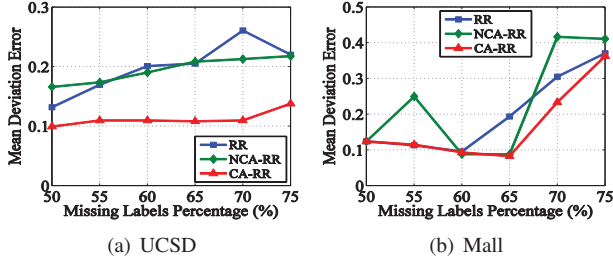 Mean Deviation Error
0.3
0.2
0.1
0
50 55 60 65 70 75
Missing Labels Percentage (%)
RR
NCA-RR
CA-RR
(a) UCSD
Mean Deviation Error
0.5
0.4
0.3
0.2
0.1
0
50 55 60 65 70 75
Missing Labels Percentage (%)
RR
NCA-RR
CA-RR
(b) Mall